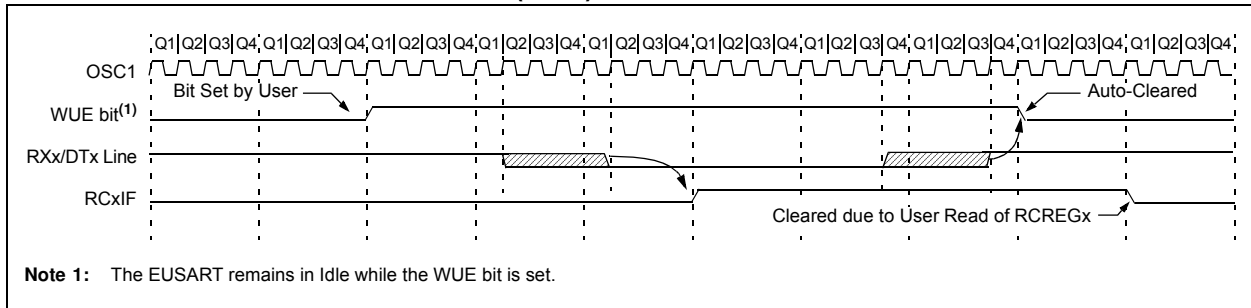 Q1 Q2 Q3 Q4 Q1 Q2 Q3 Q4 Q1 Q2 Q3 Q4 Q1 Q2 Q3 Q4 Q1 Q2 Q3 Q4 Q1 Q2 Q3 Q4 Q1 Q2 Q3 Q4 Q1 Q2 Q3 Q4 Q1 Q2 Q3 Q4 Q1 Q2 Q3 Q4
OSC1
Bit Set by User
Auto-Cleared
WUE bit(1)
RXx/DTx Line
RCxIF
Cleared due to User Read of RCREGx
Note 1: The EUSART remains in Idle while the WUE bit is set.